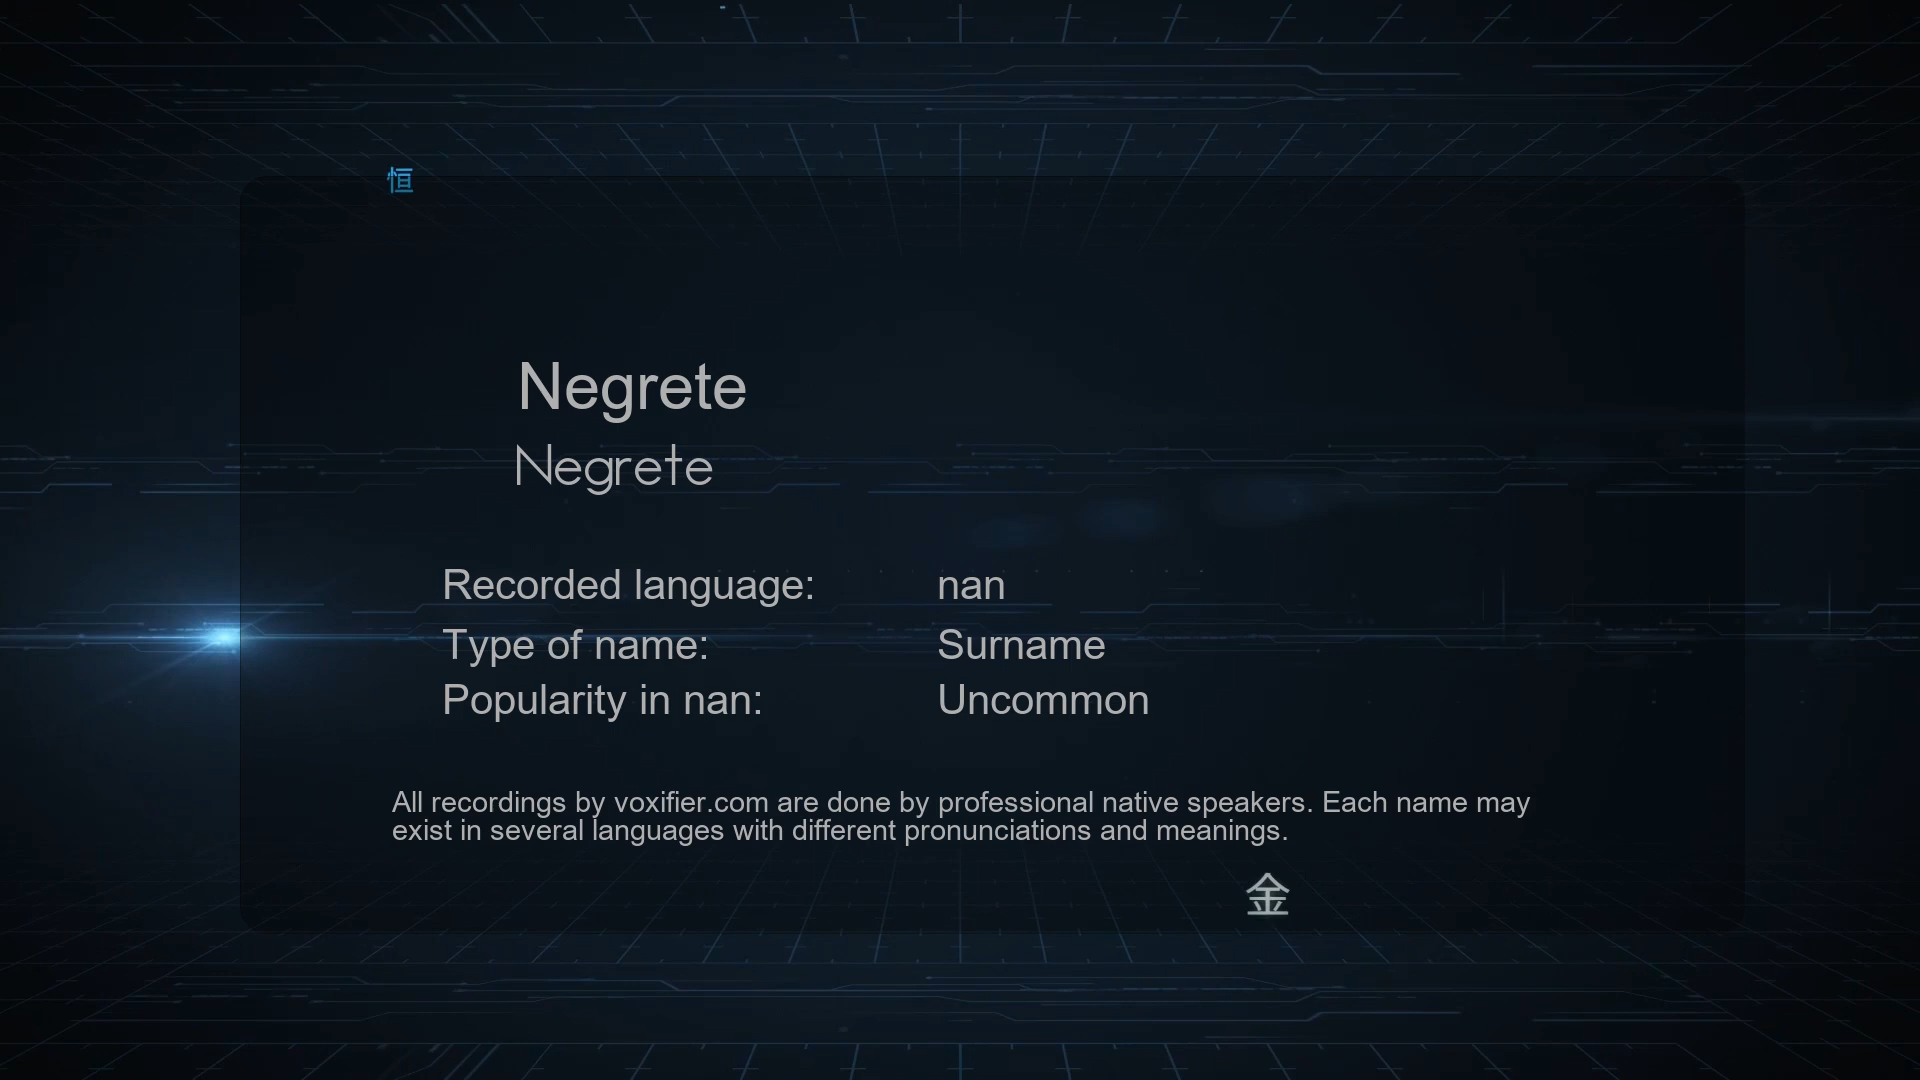 恒
Negrete
Negrete
Recorded language: nan
Type of name: Surname
Popularity in nan: Uncommon
All recordings by voxifier.com are done by professional native speakers. Each name may
exist in several languages with different pronunciations and meanings.
金